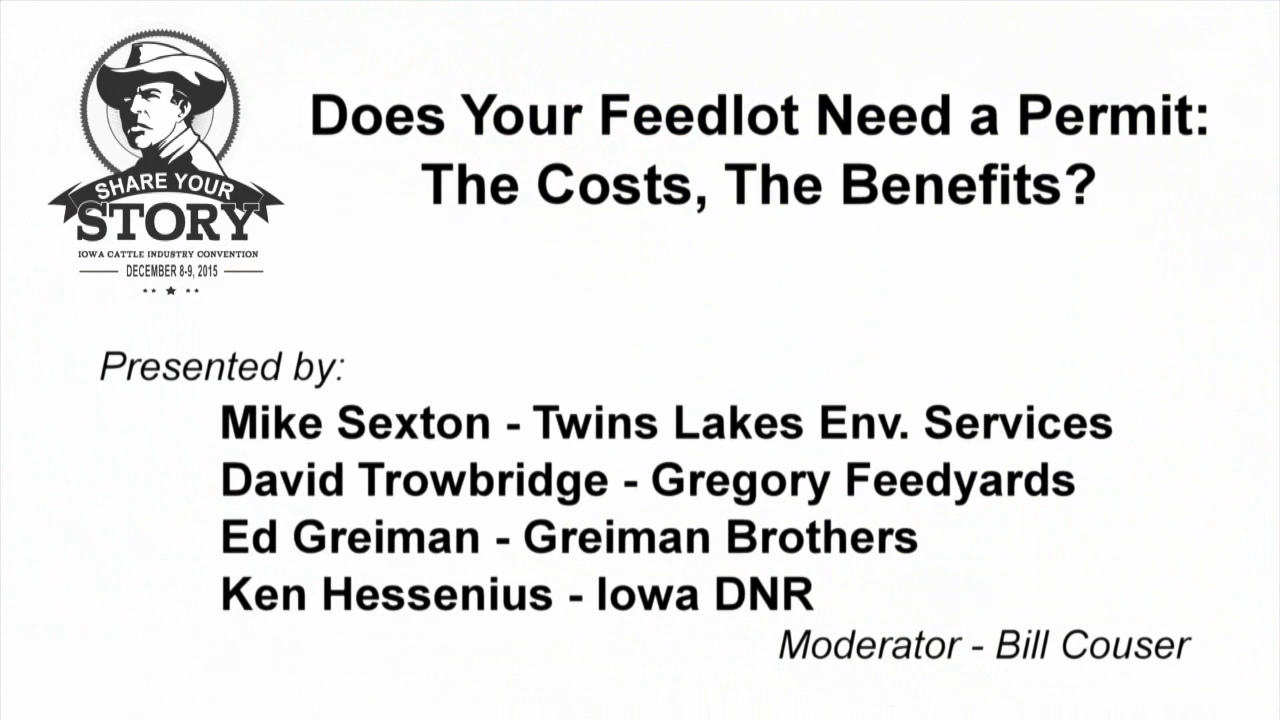 SHARE YOUR
STORY
IOWA CATTLE INDUSTRY CONVENTION
DECEMBER 8-9, 2015
Does Your Feedlot Need a Permit:
The Costs, The Benefits?
Presented by:
Mike Sexton - Twins Lakes Env. Services
David Trowbridge - Gregory Feedyards
Ed Greiman - Greiman Brothers
Ken Hessenius - Iowa DNR
Moderator - Bill Couser